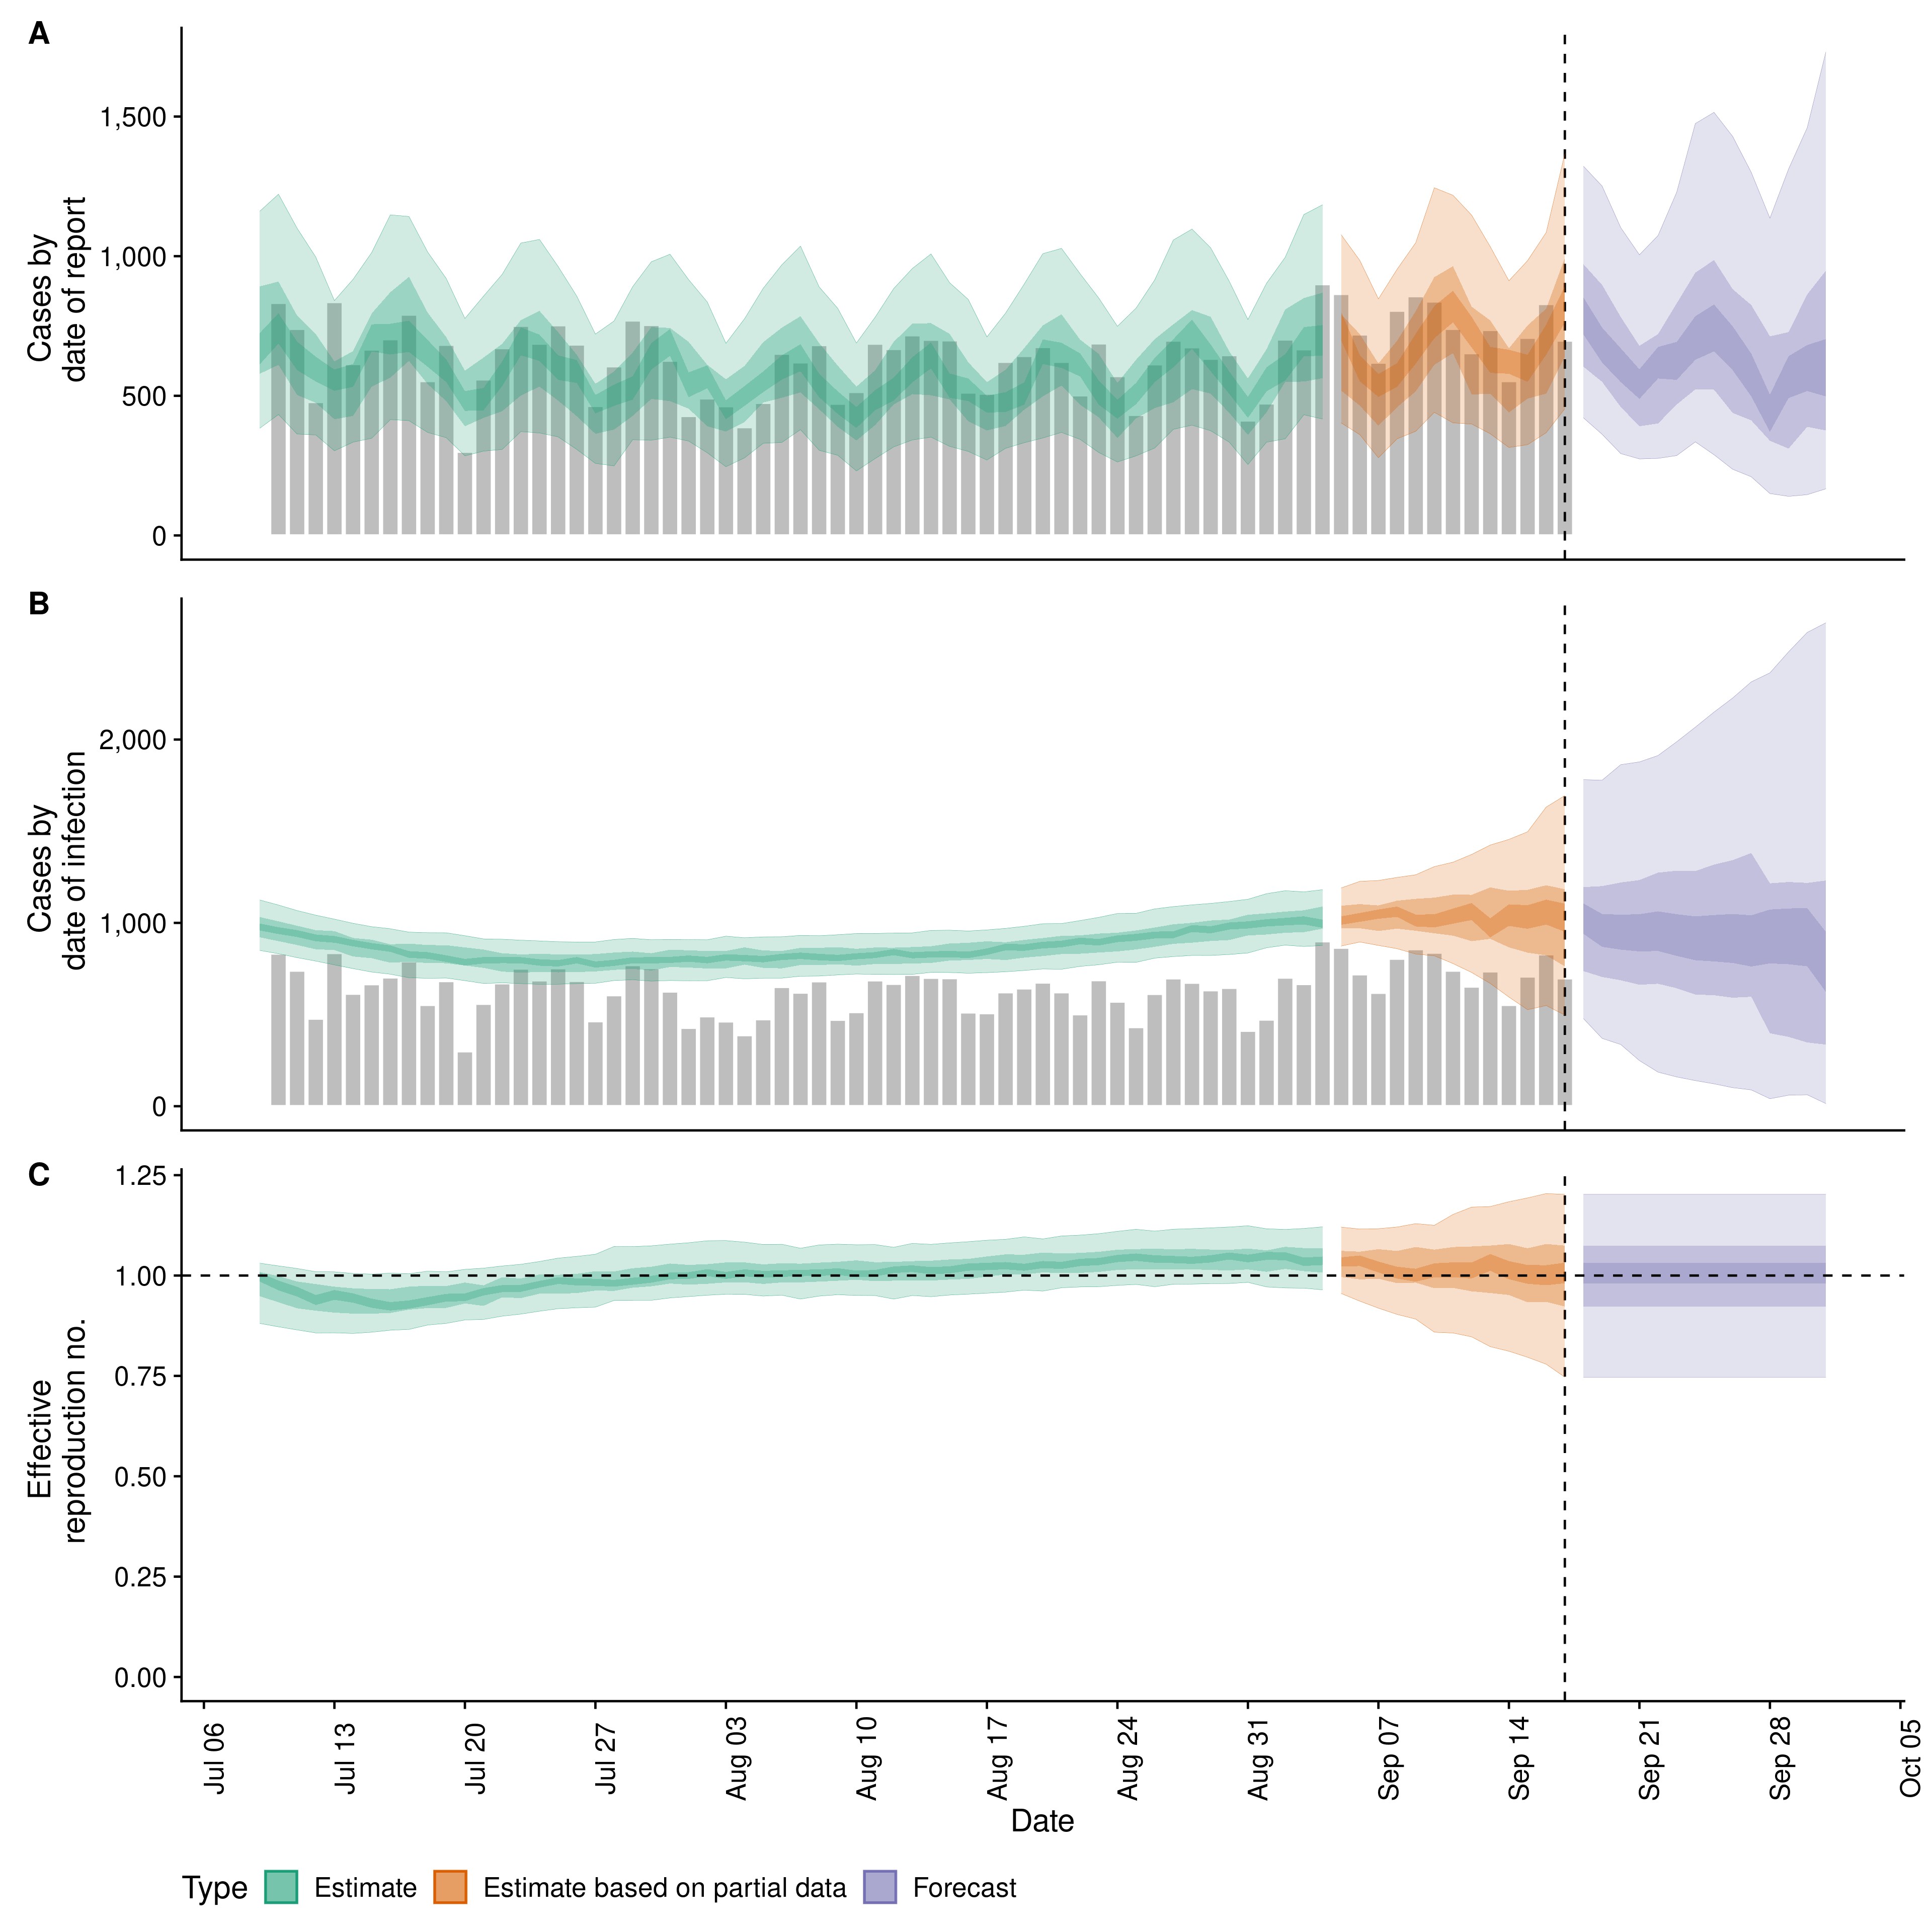 A
Cases by
date of report
1,500
1,000
500
0
B
Cases by
date of infection
2,000
1,000
0
C
Effective
reproduction no.
1.25
1.00
0.75
0.50
0.25
0.00
Jul 06
Jul 13
Jul 20
Jul 27
Aug 03
Aug 10
Aug 17
Aug 24
Aug 31
Sep 07
Sep 14
Sep 21
Sep 28
Oct 05
Date
Type Estimate Estimate based on partial data Forecast